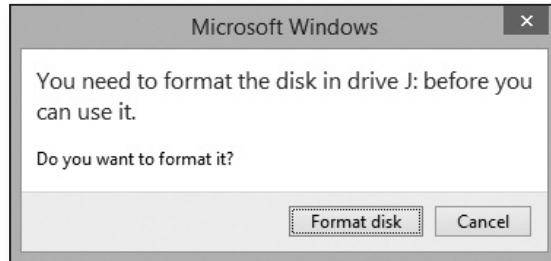 Microsoft Windows
You need to format the disk in drive J: before you
can use it.
Do you want to format it?
Format disk
Cancel